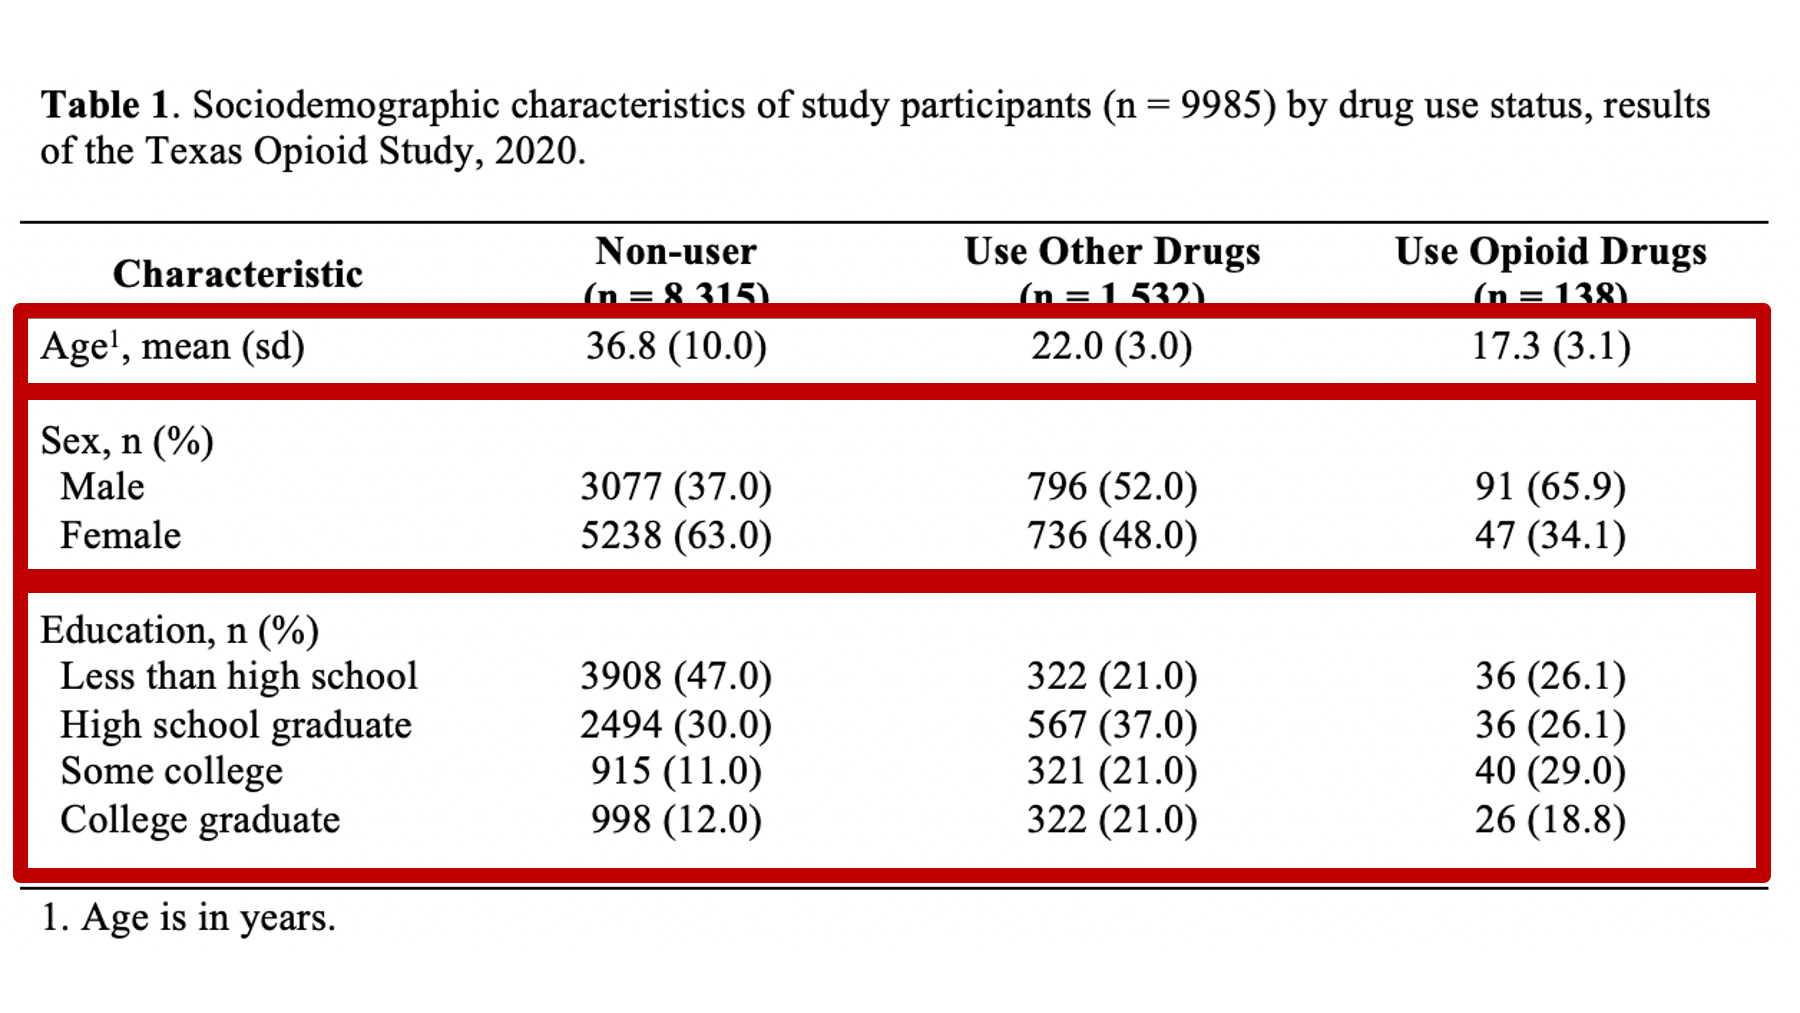 Table 1. Sociodemographic characteristics of study participants (n = 9985) by drug use status, results
of the Texas Opioid Study, 2020.
Characteristic Non-user Use Other Drugs Use Opioid Drugs
(n = 8,315) (n = 1,532) (n = 138)
Age¹, mean (sd) 36.8 (10.0) 22.0 (3.0) 17.3 (3.1)
Sex, n (%)
Male 3077 (37.0) 796 (52.0) 91 (65.9)
Female 5238 (63.0) 736 (48.0) 47 (34.1)
Education, n (%)
Less than high school 3908 (47.0) 322 (21.0) 36 (26.1)
High school graduate 2494 (30.0) 567 (37.0) 36 (26.1)
Some college 915 (11.0) 321 (21.0) 40 (29.0)
College graduate 998 (12.0) 322 (21.0) 26 (18.8)
1. Age is in years.